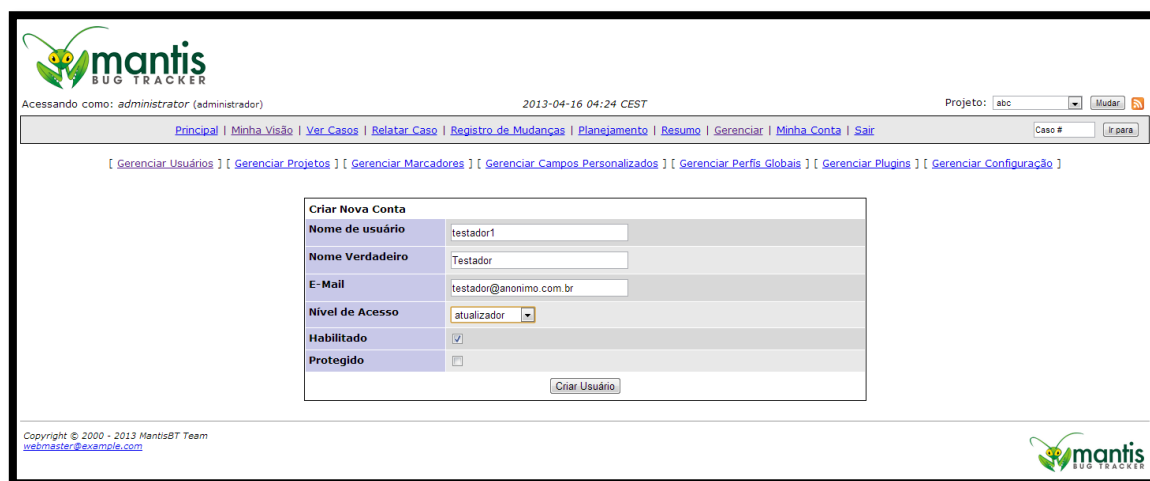 mantis
BUG TRACKER
Acessando como: administrator (administrador) 2013-04-16 04:24 CEST Projeto: abc Mudar
Principal | Minha Visão | Ver Casos | Relatar Caso | Registro de Mudanças | Planejamento | Resumo | Gerenciar | Minha Conta | Sair Caso # Ir para
[ Gerenciar Usuários ] [ Gerenciar Projetos ] [ Gerenciar Marcadores ] [ Gerenciar Campos Personalizados ] [ Gerenciar Perfís Globais ] [ Gerenciar Plugins ] [ Gerenciar Configuração ]
Criar Nova Conta
Nome de usuário testador1
Nome Verdadeiro Testador
E-Mail testador@anonimo.com.br
Nível de Acesso atualizador
Habilitado
Protegido
Criar Usuário
Copyright © 2000 - 2013 MantisBT Team
webmaster@example.com
mantis
BUG TRACKER